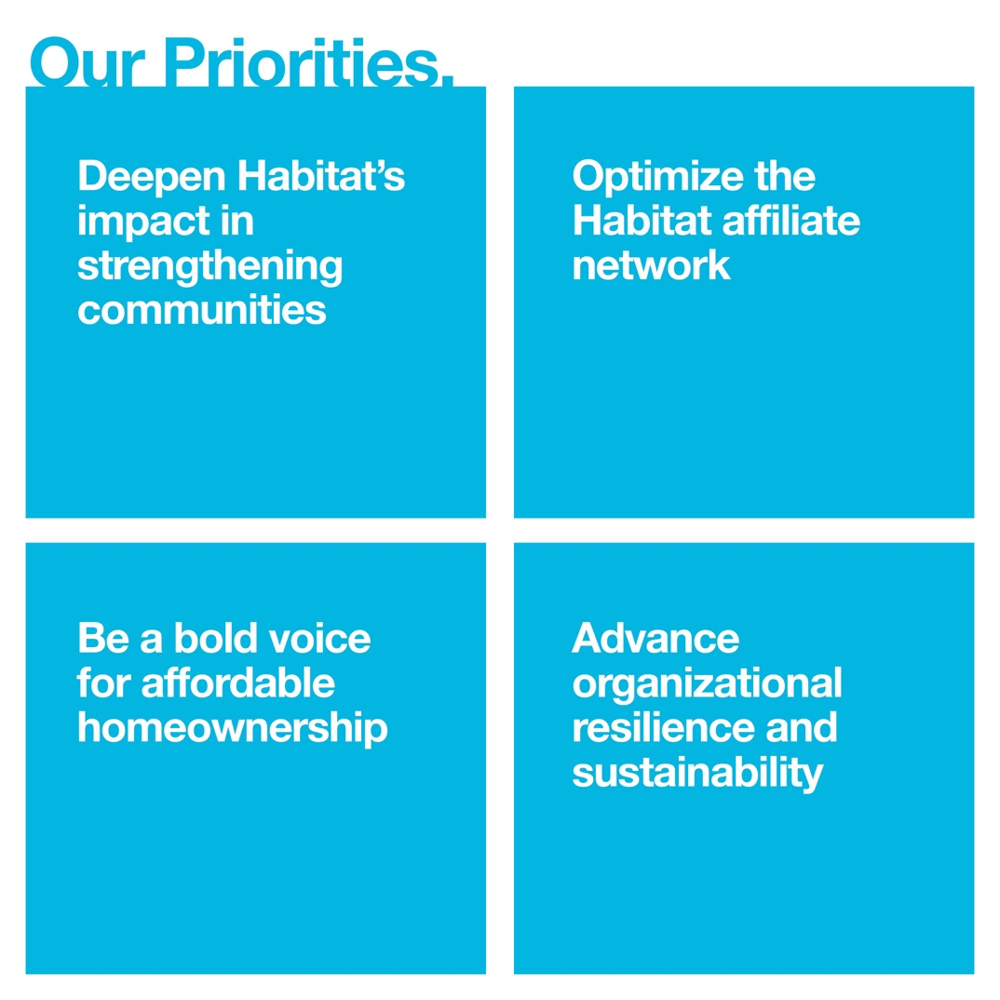 Our Priorities.
Deepen Habitat’s
impact in
strengthening
communities
Optimize the
Habitat affiliate
network
Be a bold voice
for affordable
homeownership
Advance
organizational
resilience and
sustainability